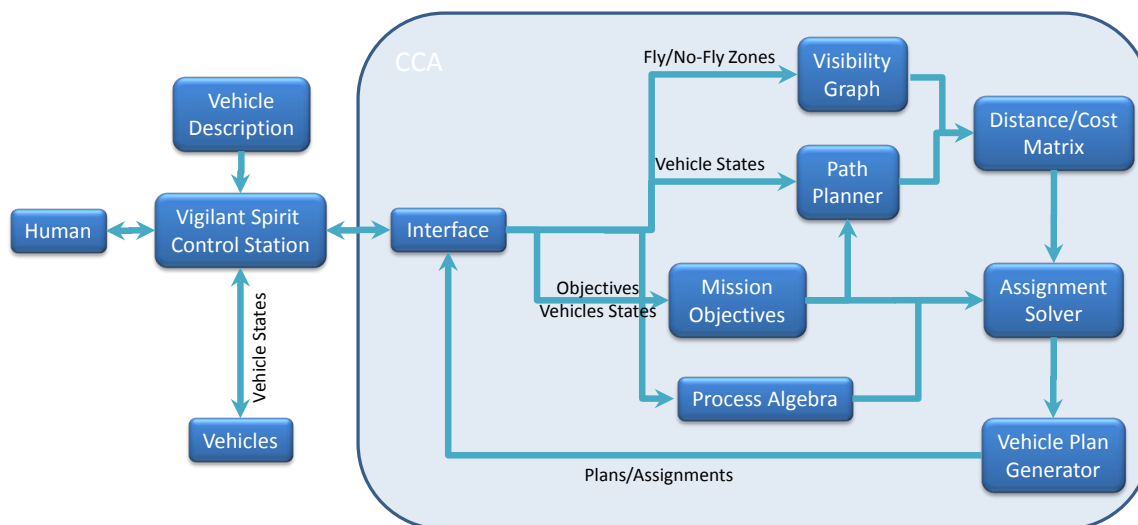 CCA
Fly/No-Fly Zones
Visibility
Graph
Vehicle
Description
Distance/Cost
Matrix
Vehicle States
Path
Planner
Human
Vigilant Spirit
Control Station
Interface
Objectives
Vehicles States
Mission
Objectives
Assignment
Solver
Vehicle States
Process Algebra
Vehicles
Vehicle Plan
Generator
Plans/Assignments